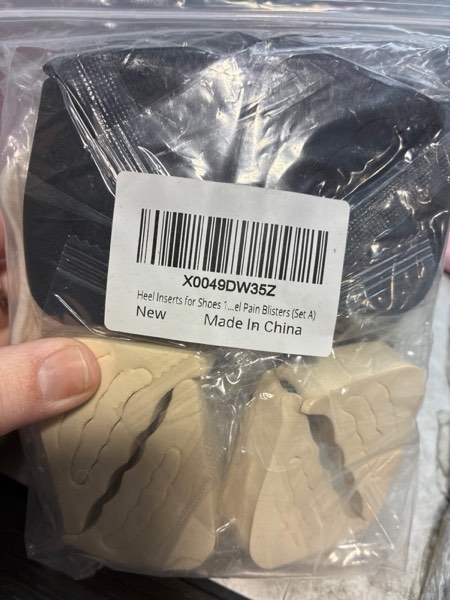 X0049DW35Z
Heel Inserts for Shoes 1...el Pain Blisters (Set A)
New
Made In China